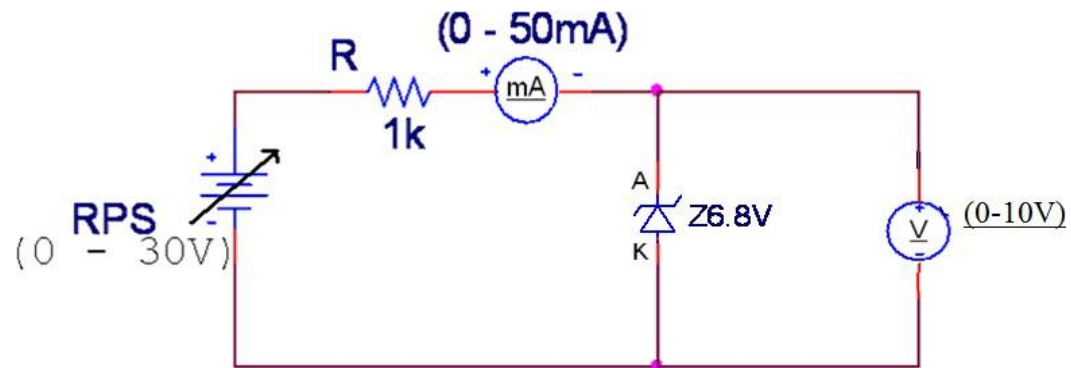 (0 - 50mA)
R
+ mA -
1k
+
A
RPS
-
Z6.8V
+
(0-10V)
V
(0 - 30V)
K
-